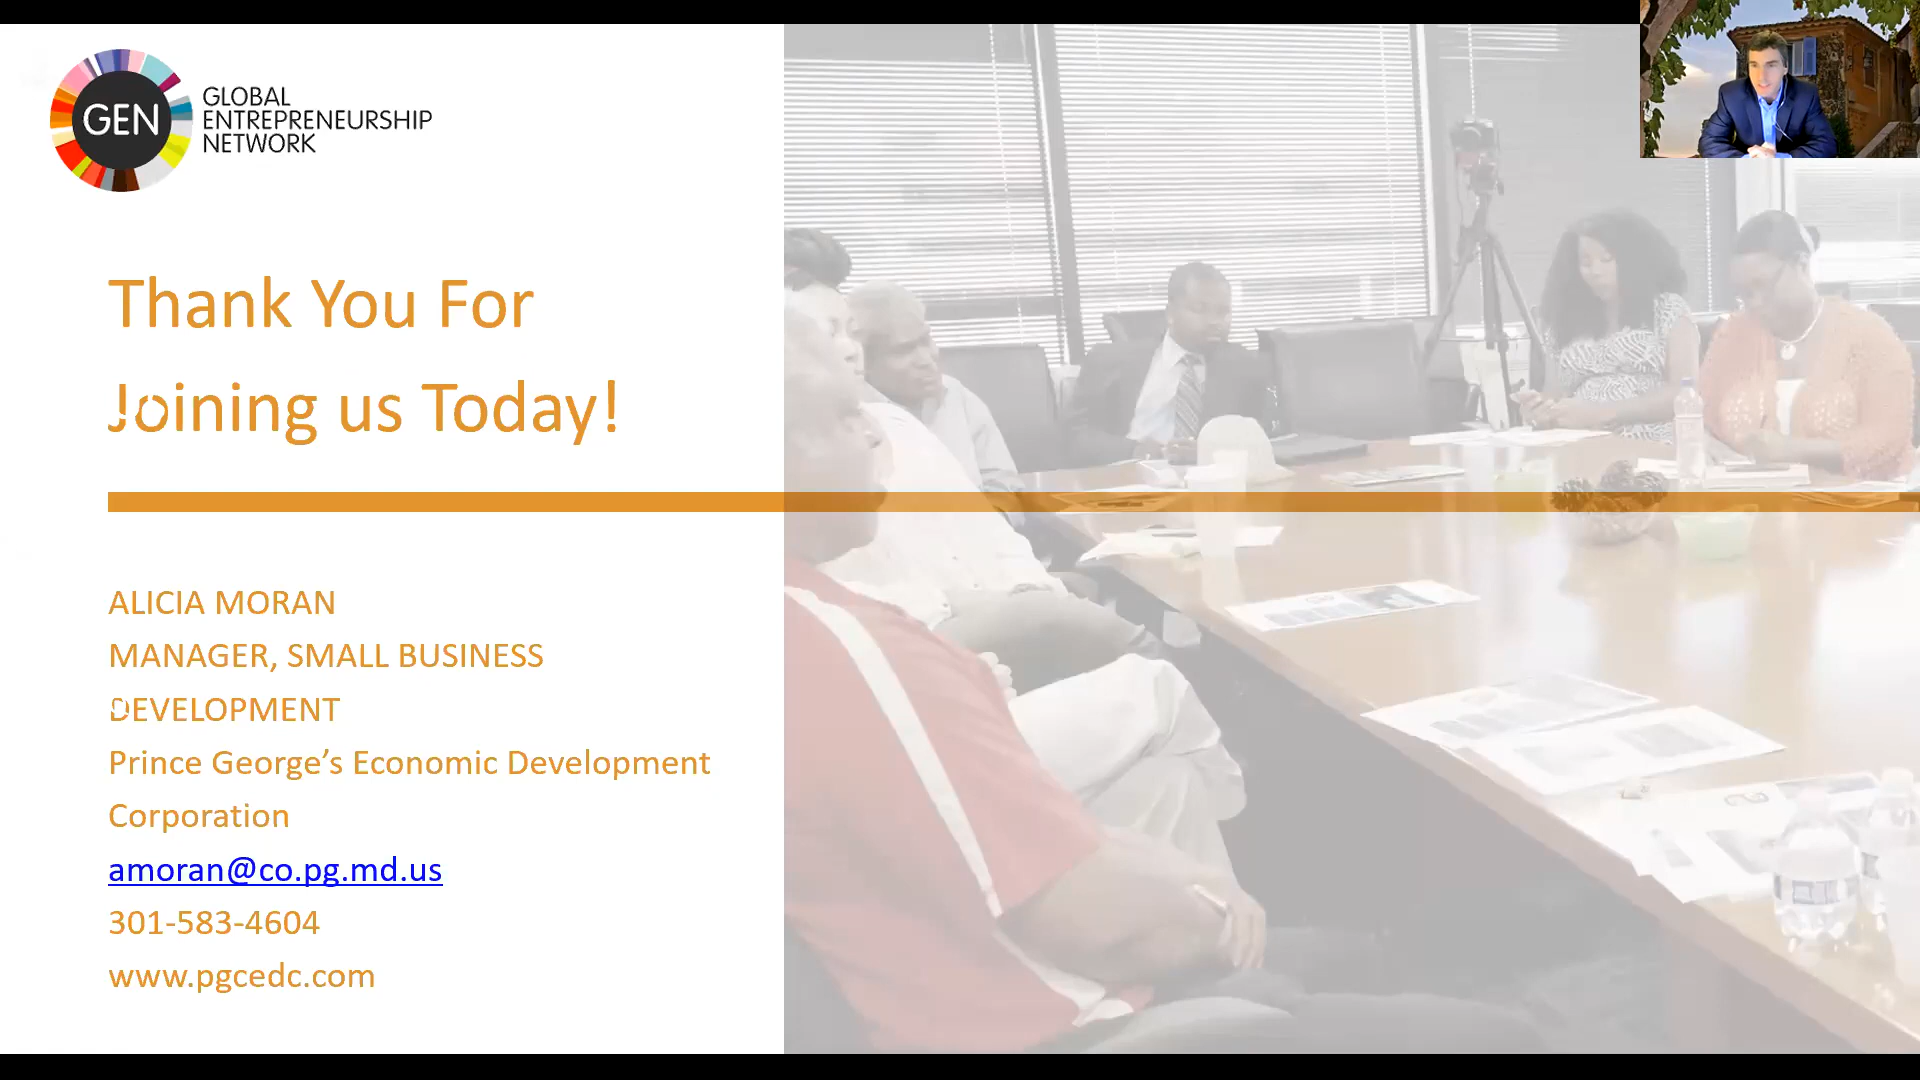 GEN
GLOBAL
ENTREPRENEURSHIP
NETWORK
Thank You For
Joining us Today!
ALICIA MORAN
MANAGER, SMALL BUSINESS
DEVELOPMENT
Prince George’s Economic Development
Corporation
amoran@co.pg.md.us
301-583-4604
www.pgcedc.com